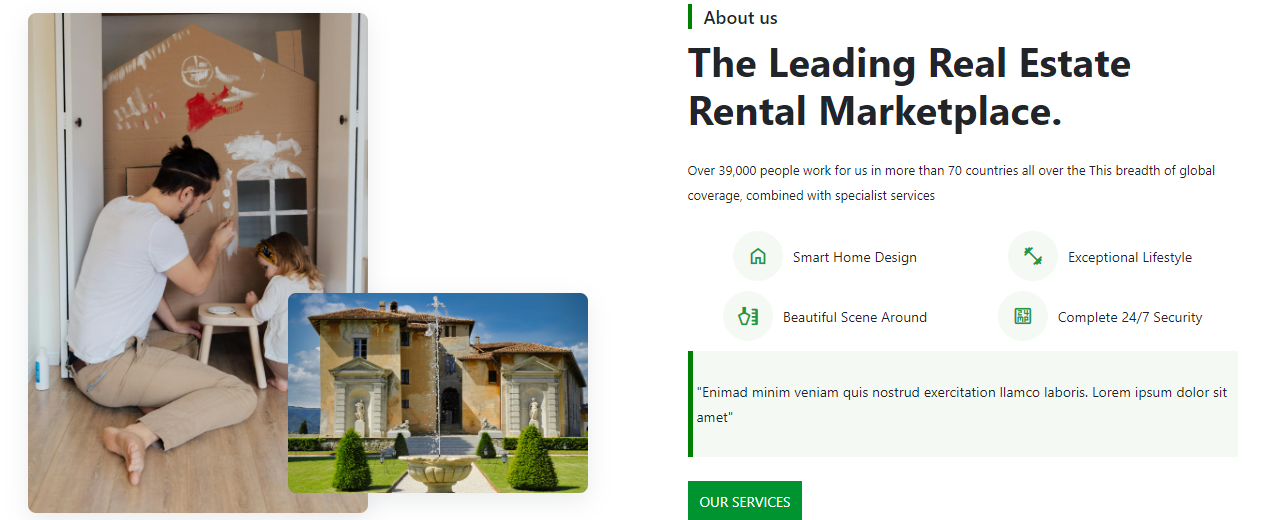 About us
The Leading Real Estate
Rental Marketplace.
Over 39,000 people work for us in more than 70 countries all over the This breadth of global
coverage, combined with specialist services
Smart Home Design
Exceptional Lifestyle
Beautiful Scene Around
24
MP
Complete 24/7 Security
"Enimad minim veniam quis nostrud exercitation llamco laboris. Lorem ipsum dolor sit
amet"
OUR SERVICES